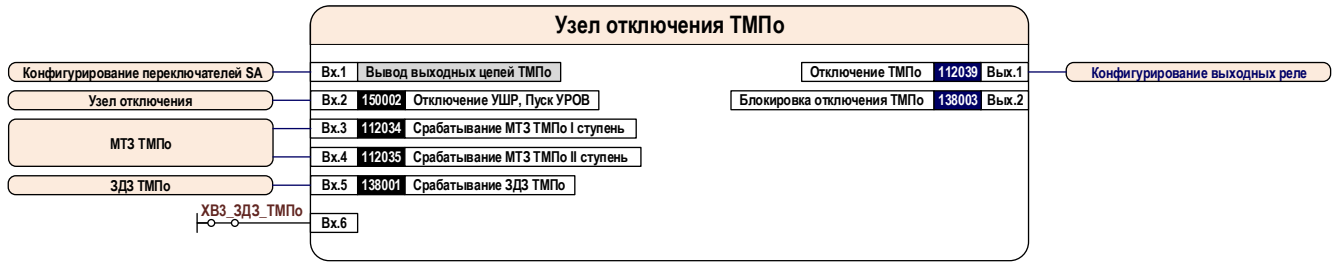 Узел отключения ТМПо
Конфигурирование переключателей SA
Вх.1 Вывод выходных цепей ТМПо
Отключение ТМПо 112039 Вых.1
Конфигурирование выходных реле
Узел отключения
Вх.2 150002 Отключение УШР, Пуск УРОВ
Блокировка отключения ТМПо 138003 Вых.2
МТЗ ТМПо
Вх.3 112034 Срабатывание МТЗ ТМПо I ступень
Вх.4 112035 Срабатывание МТЗ ТМПо II ступень
ЗДЗ ТМПо
Вх.5 138001 Срабатывание ЗДЗ ТМПо
XB3_ЗДЗ_ТМПо
Вх.6